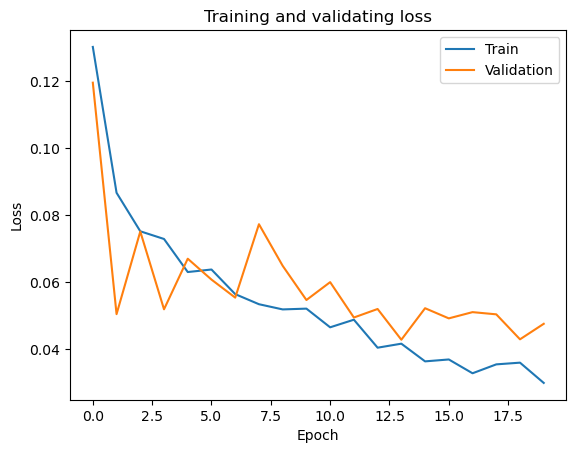 Training and validating loss
Train
Validation
0.12
0.10
0.08
0.06
0.04
Loss
0.0 2.5 5.0 7.5 10.0 12.5 15.0 17.5
Epoch